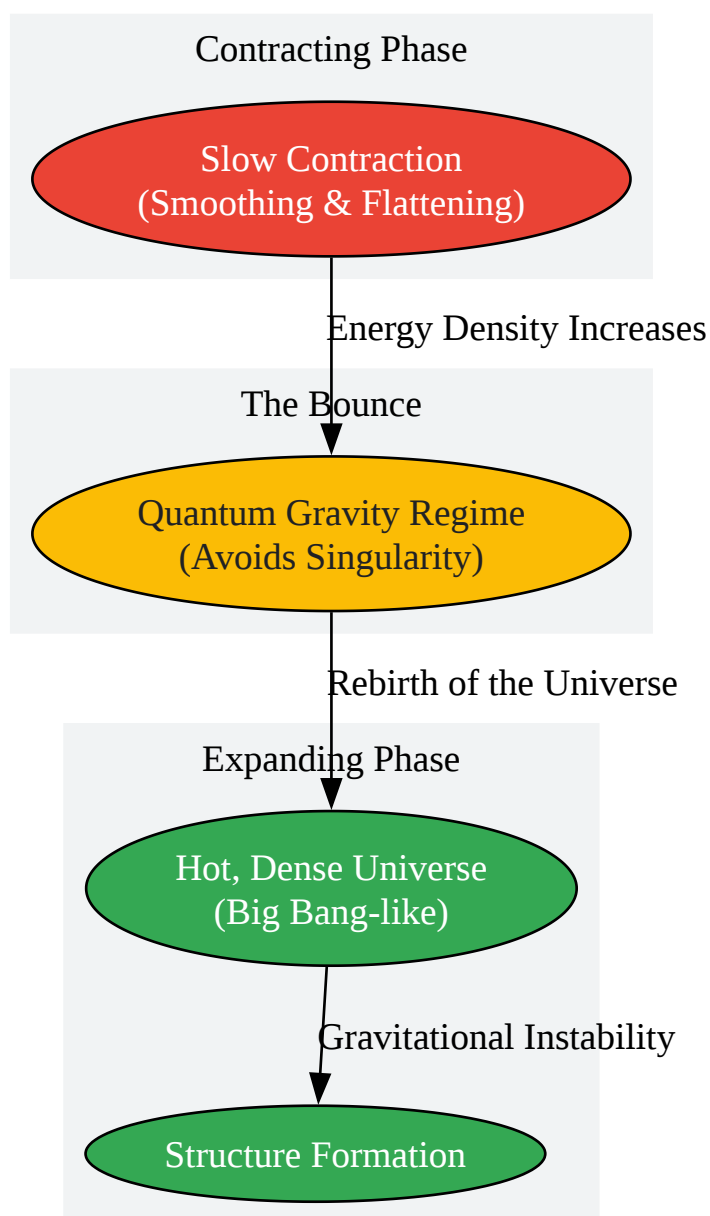 Contracting Phase
Slow Contraction
(Smoothing & Flattening)
Energy Density Increases
The Bounce
Quantum Gravity Regime
(Avoids Singularity)
Rebirth of the Universe
Expanding Phase
Hot, Dense Universe
(Big Bang-like)
Gravitational Instability
Structure Formation